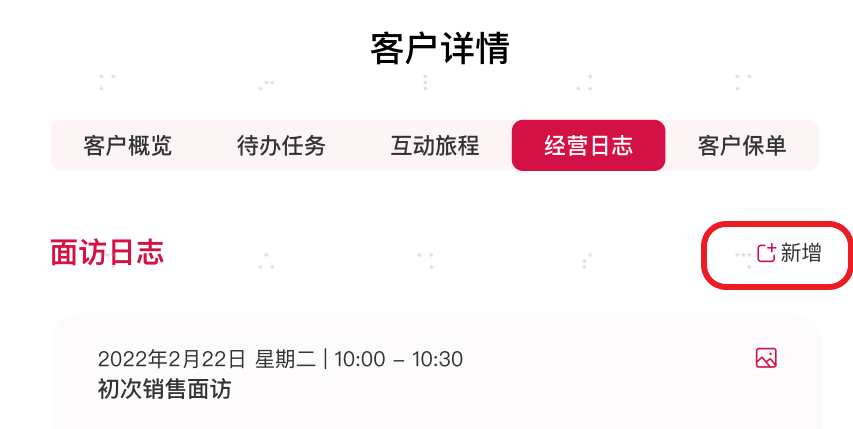 客户详情
客户概览 待办任务 互动旅程 经营日志 客户保单
面访日志 新增
2022年2月22日 星期二 | 10:00 – 10:30
初次销售面访